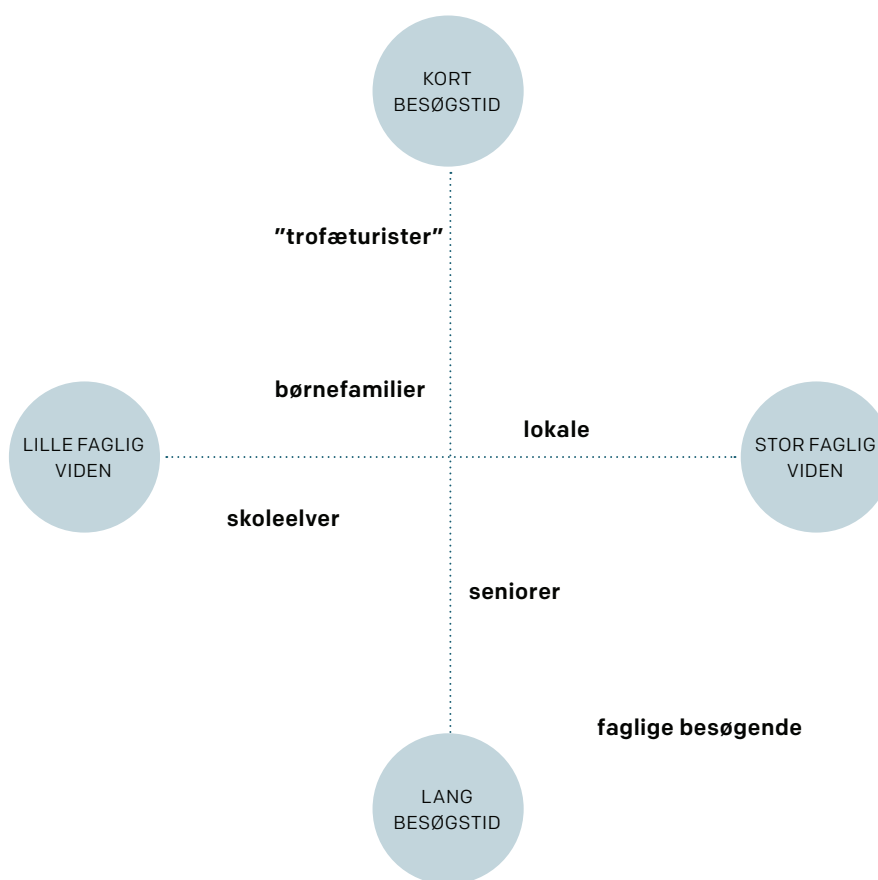 KORT
BESØGSTID
”trofæturister”
børnefamilier
lokale
LILLE FAGLIG
VIDEN
STOR FAGLIG
VIDEN
skoleelver
seniorer
faglige besøgende
LANG
BESØGSTID